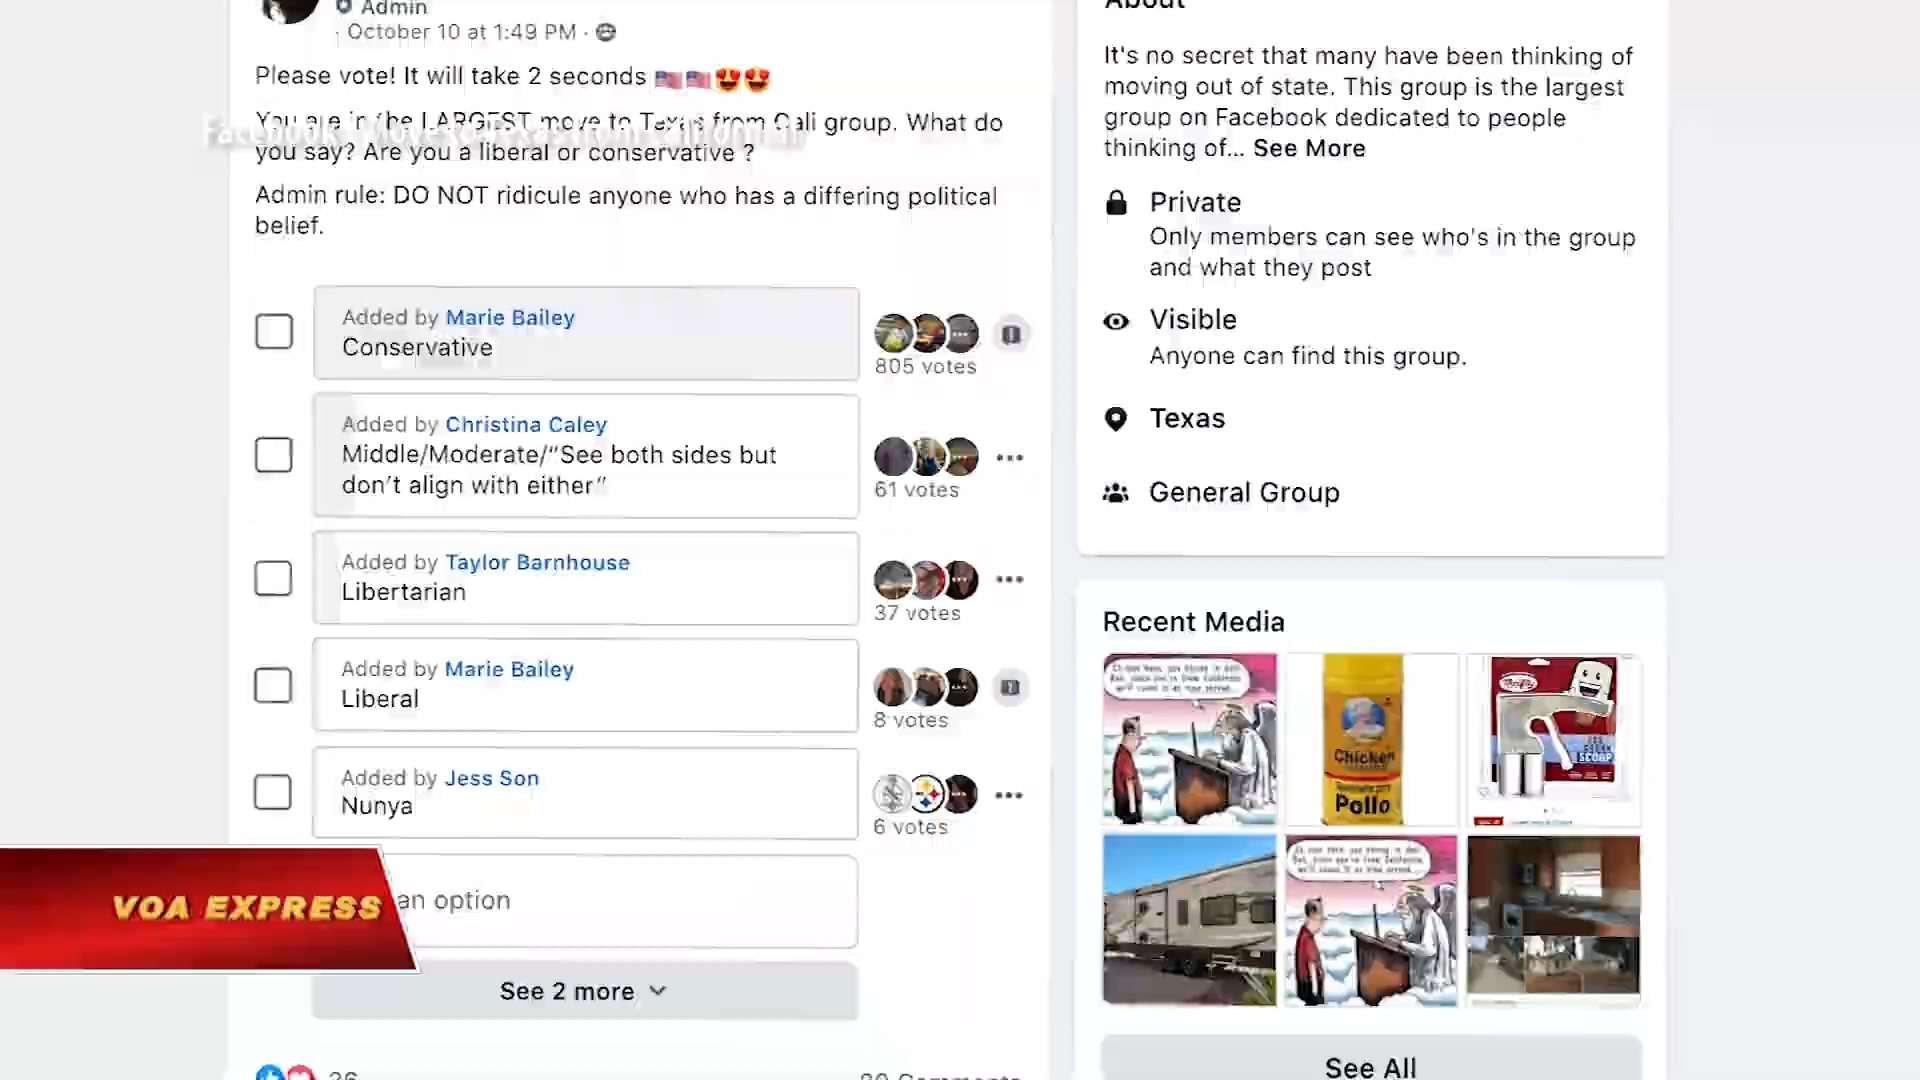 Admin
October 10 at 1:49 PM ·
Please vote! It will take 2 seconds
You are in the LARGEST move to Texas from Cali group. What do
you say? Are you a liberal or conservative ?
Admin rule: DO NOT ridicule anyone who has a differing political
belief.
Added by Marie Bailey
Conservative
805 votes
Added by Christina Caley
Middle/Moderate/"See both sides but
don't align with either"
61 votes
Added by Taylor Barnhouse
Libertarian
37 votes
Added by Marie Bailey
Liberal
8 votes
Added by Jess Son
Nunya
6 votes
an option
See 2 more
VOA EXPRESS
About
It's no secret that many have been thinking of
moving out of state. This group is the largest
group on Facebook dedicated to people
thinking of... See More
Private
Only members can see who's in the group
and what they post
Visible
Anyone can find this group.
Texas
General Group
Recent Media
Chicken
Pollo
See All